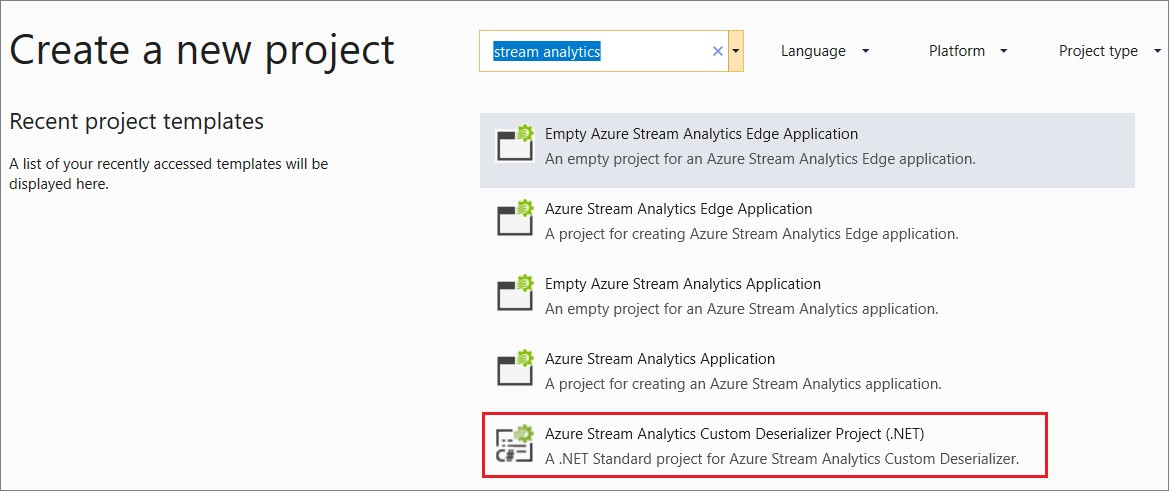 Create a new project
stream analytics
Language
Platform
Project type
Recent project templates
A list of your recently accessed templates will be
displayed here.
Empty Azure Stream Analytics Edge Application
An empty project for an Azure Stream Analytics Edge application.
Azure Stream Analytics Edge Application
A project for creating Azure Stream Analytics Edge application.
Empty Azure Stream Analytics Application
An empty project for an Azure Stream Analytics application.
Azure Stream Analytics Application
A project for creating an Azure Stream Analytics application.
C#
Azure Stream Analytics Custom Deserializer Project (.NET)
A .NET Standard project for Azure Stream Analytics Custom Deserializer.